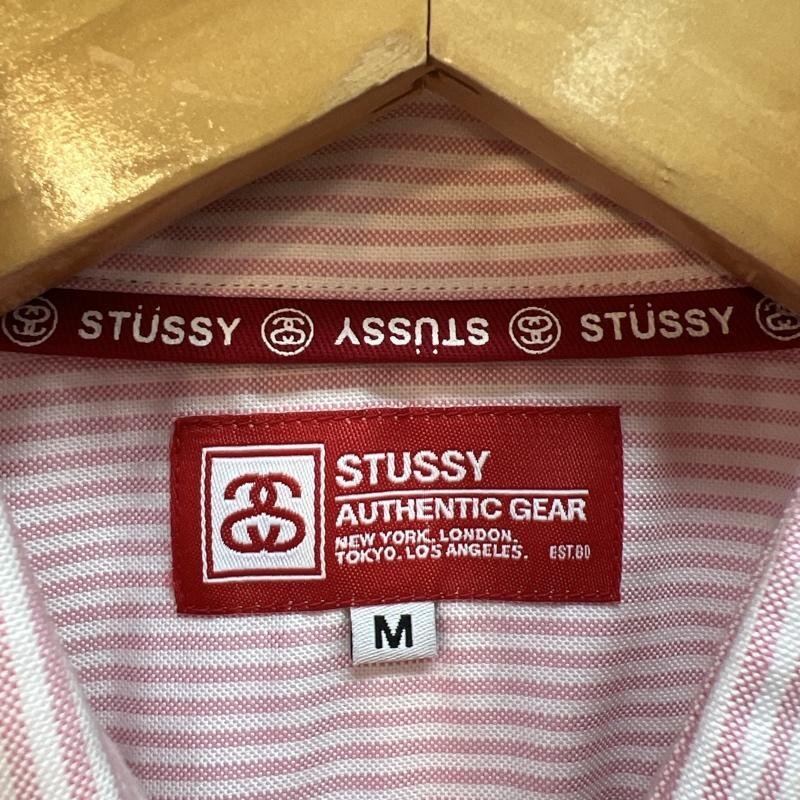 STÜSSY STÜSSY STÜSSY
STUSSY
AUTHENTIC GEAR
NEW YORK. LONDON.
TOKYO. LOS ANGELES. EST.80
M